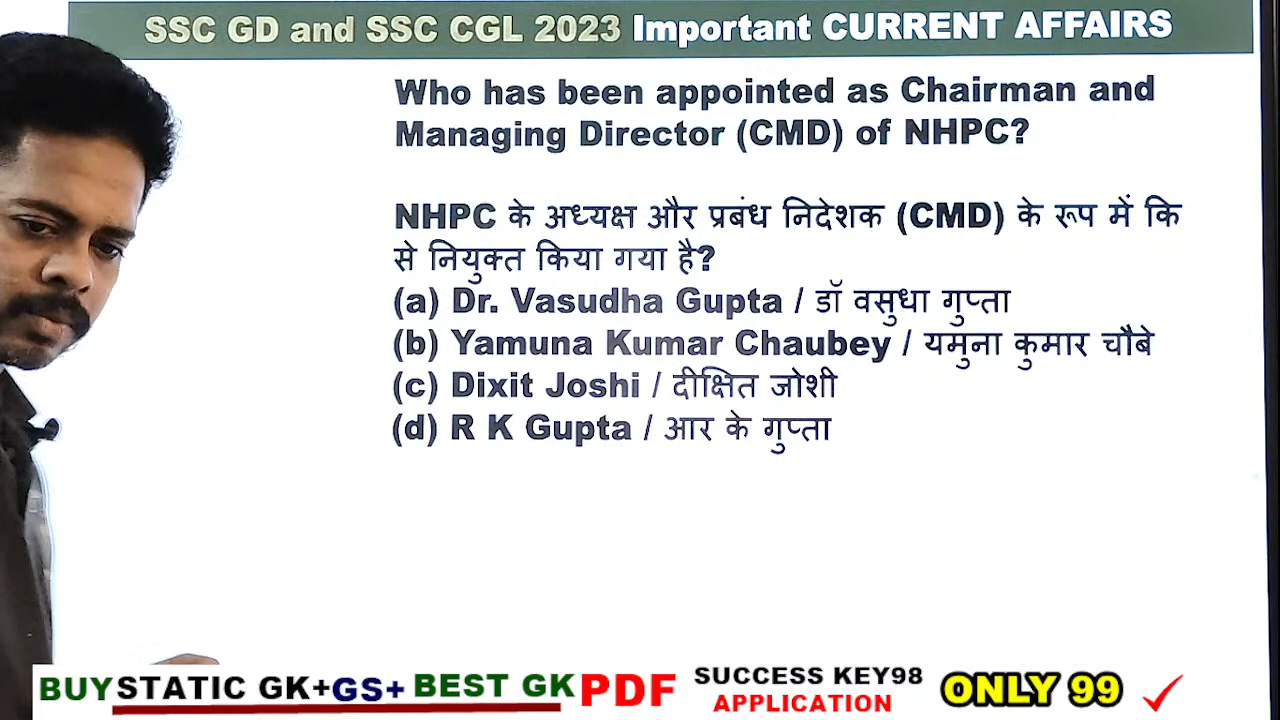 SSC GD and SSC CGL 2023 Important CURRENT AFFAIRS
Who has been appointed as Chairman and
Managing Director (CMD) of NHPC?
NHPC के अध्यक्ष और प्रबंध निदेशक (CMD) के रूप में कि
से नियुक्त किया गया है?
(a) Dr. Vasudha Gupta / डॉ वसुधा गुप्ता
(b) Yamuna Kumar Chaubey / यमुना कुमार चौबे
(c) Dixit Joshi / दीक्षित जोशी
(d) R K Gupta / आर के गुप्ता
BUY STATIC GK+GS+ BEST GK PDF SUCCESS KEY98 APPLICATION ONLY 99